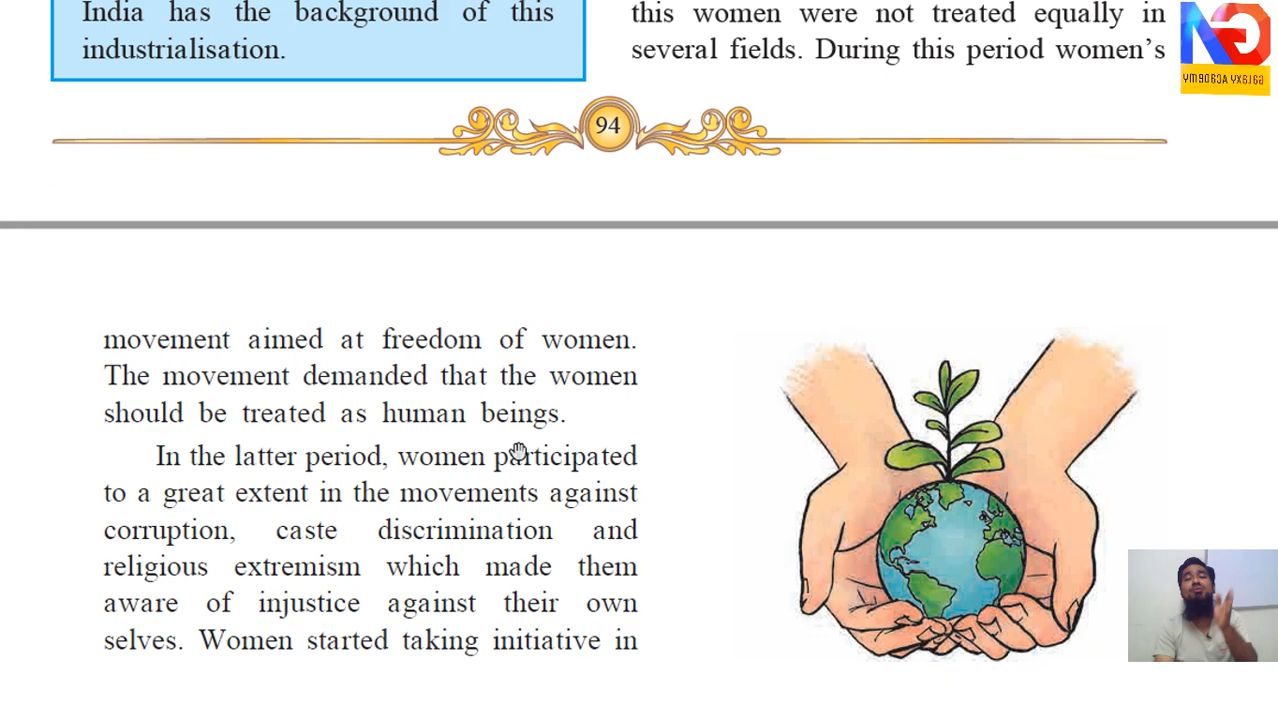 India has the background of this
industrialisation.
this women were not treated equally in
several fields. During this period women’s
94
movement aimed at freedom of women.
The movement demanded that the women
should be treated as human beings.
In the latter period, women participated
to a great extent in the movements against
corruption, caste discrimination and
religious extremism which made them
aware of injustice against their own
selves. Women started taking initiative in